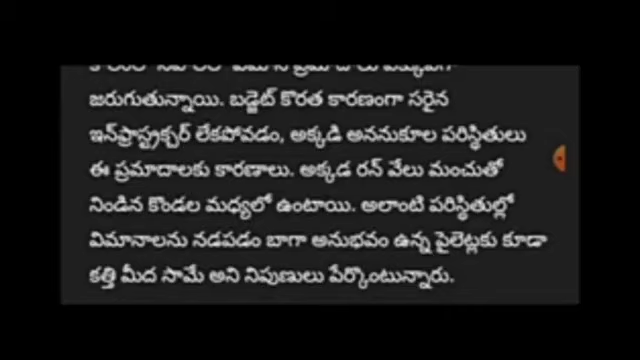 జరుగుతున్నాయి. బడ్జెట్ కొరత కారణంగా సరైన
ఇన్‌ఫ్రాస్ట్రక్చర్ లేకపోవడం, అక్కడి అననుకూల పరిస్థితులు
ఈ ప్రమాదాలకు కారణాలు. అక్కడ రన్ వేలు మంచుతో
నిండిన కొండల మధ్యలో ఉంటాయి. అలాంటి పరిస్థితుల్లో
విమానాలను నడపడం బాగా అనుభవం ఉన్న పైలెట్లకు కూడా
కత్తి మీద సామే అని నిపుణులు పేర్కొంటున్నారు.